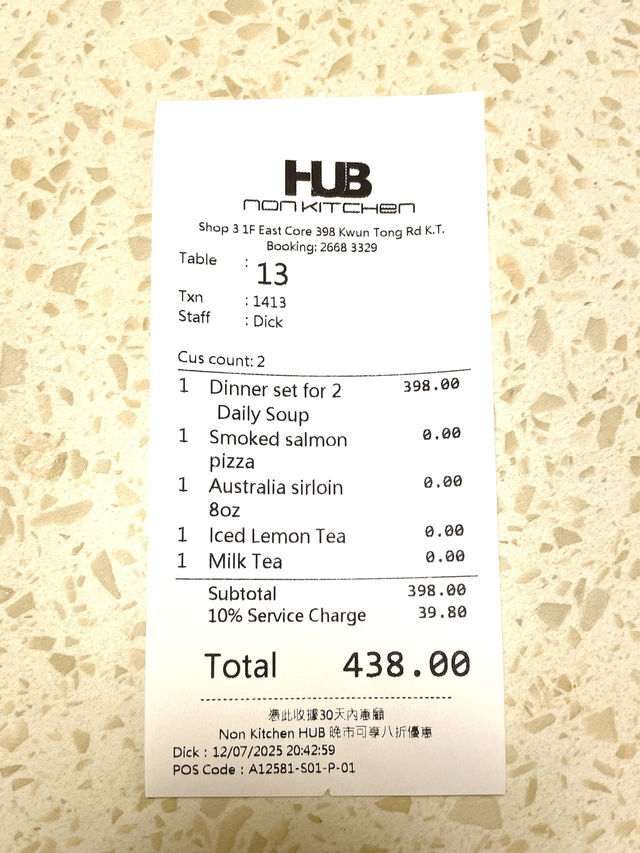 HUB
NON KITCHEN
Shop 3 1F East Core 398 Kwun Tong Rd K.T.
Booking: 2668 3329
Table : 13
Txn : 1413
Staff : Dick
Cus count: 2
1 Dinner set for 2 398.00
Daily Soup
1 Smoked salmon 0.00
pizza
1 Australia sirloin 0.00
8oz
1 Iced Lemon Tea 0.00
1 Milk Tea 0.00
Subtotal 398.00
10% Service Charge 39.80
Total 438.00
憑此收據30天內惠顧
Non Kitchen HUB 晚市可享八折優惠
Dick : 12/07/2025 20:42:59
POS Code : A12581-S01-P-01